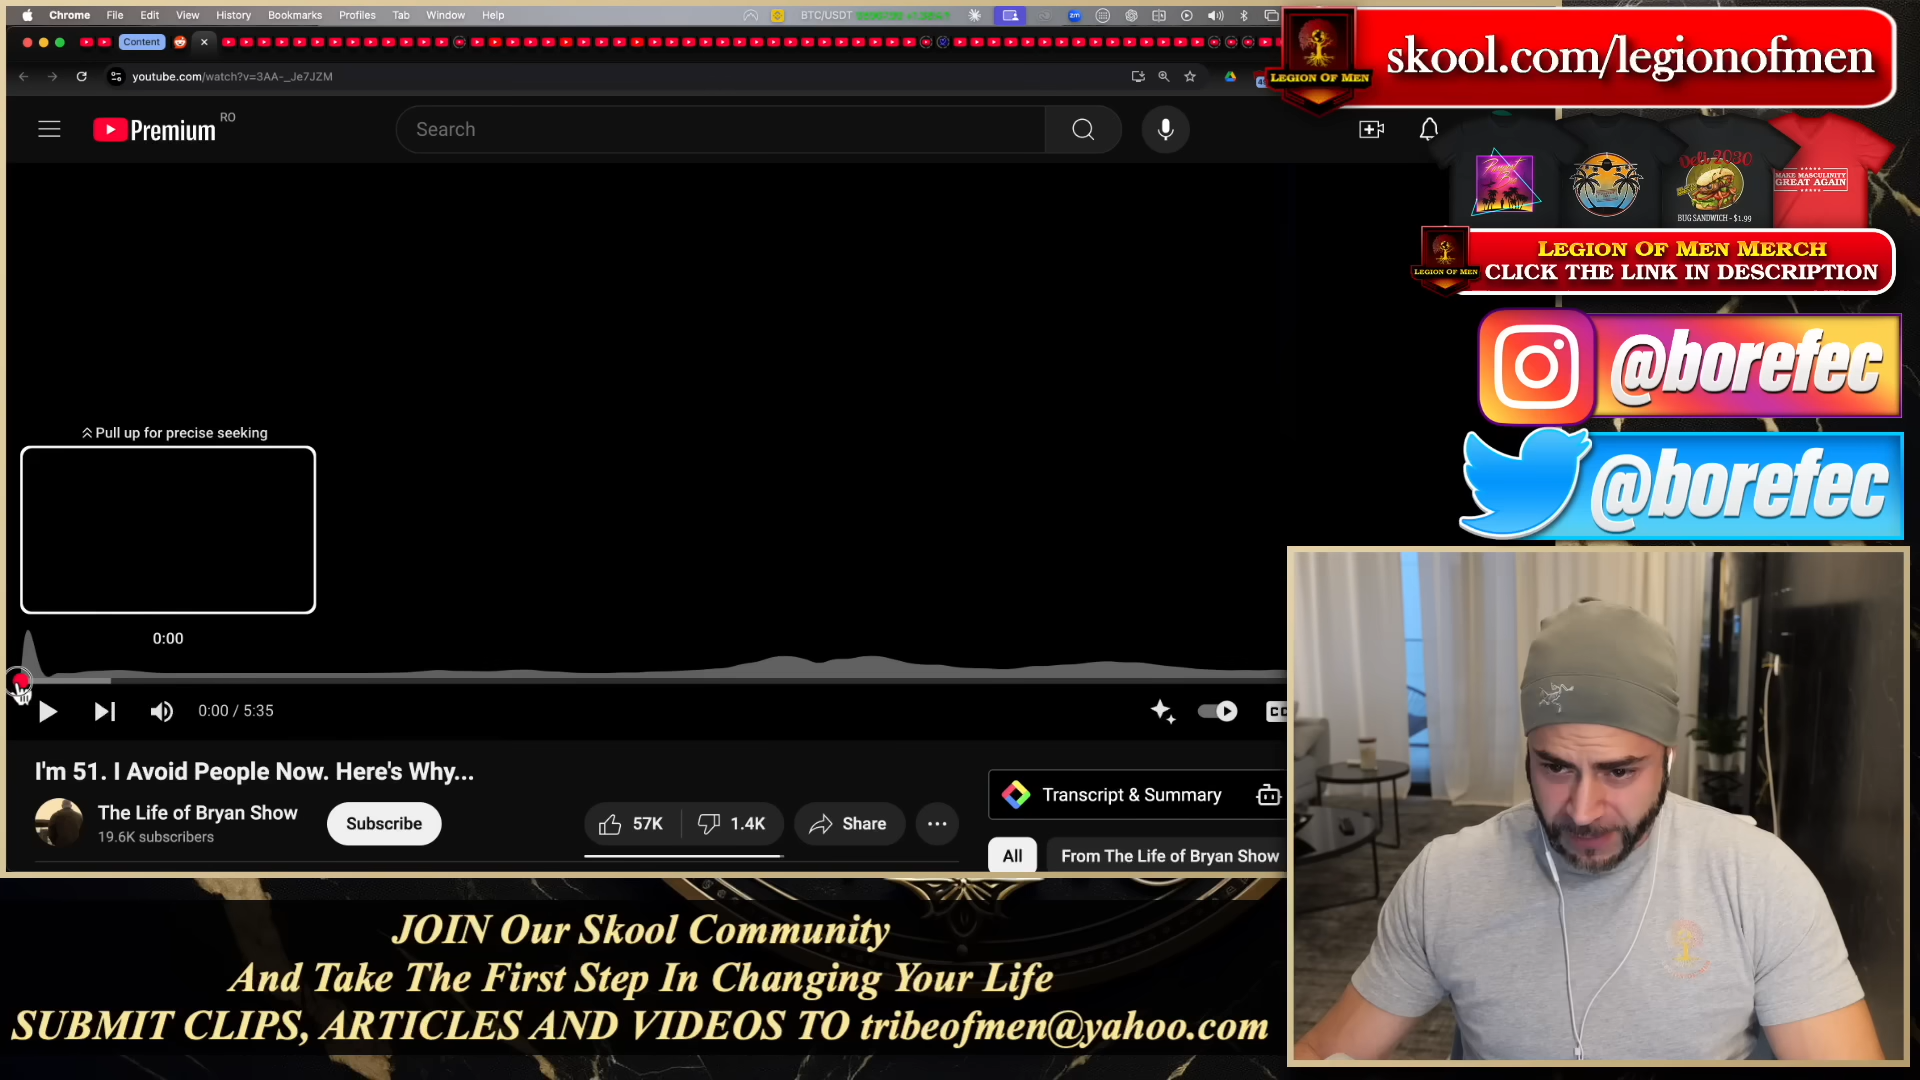 Chrome File Edit View History Bookmarks Profiles Tab Window Help
BTC/USDT
Content
youtube.com/watch?v=3AA-_Je7JZM
Premium RO
Search
Pull up for precise seeking
0:00
0:00 / 5:35
I'm 51. I Avoid People Now. Here's Why...
The Life of Bryan Show
19.6K subscribers
Subscribe
57K
1.4K
Share
Transcript & Summary
All
From The Life of Bryan Show
LEGION OF MEN
skool.com/legionofmen
Delli 2030
BUG SANDWICH - $1.99
MAKE MASCULINITY
GREAT AGAIN
LEGION OF MEN
LEGION OF MEN MERCH
CLICK THE LINK IN DESCRIPTION
@borefec
@borefec
JOIN Our Skool Community
And Take The First Step In Changing Your Life
SUBMIT CLIPS, ARTICLES AND VIDEOS TO tribeofmen@yahoo.com